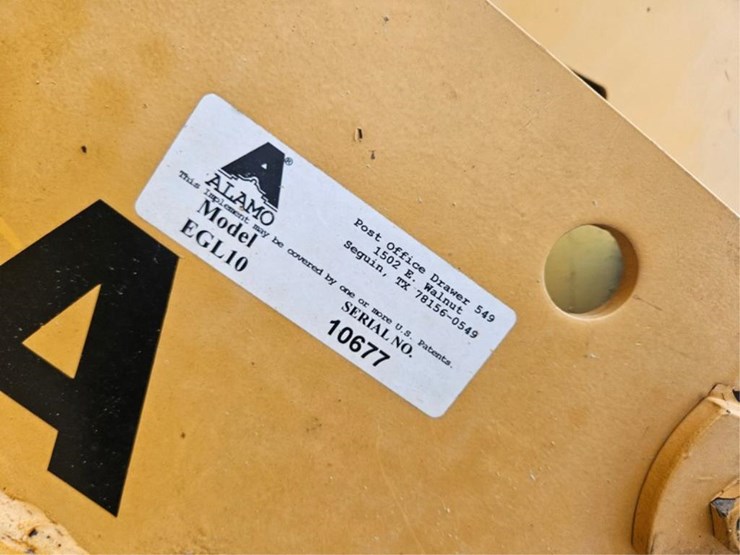 A®
ALAMO
Post Office Drawer 549
1502 E. Walnut
Seguin, TX 78156-0549
This Implement may be covered by one or more U.S. Patents.
Model
EGL10
SERIAL NO.
10677
A